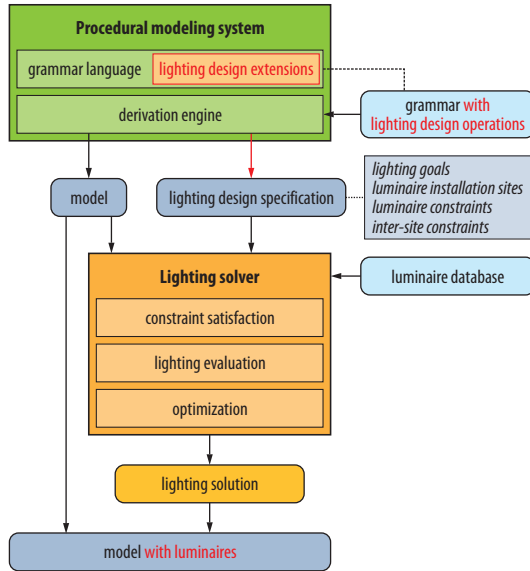 Procedural modeling system
grammar language
lighting design extensions
derivation engine
grammar with
lighting design operations
model
lighting design specification
lighting goals
luminaire installation sites
luminaire constraints
inter-site constraints
Lighting solver
luminaire database
constraint satisfaction
lighting evaluation
optimization
lighting solution
model with luminaires